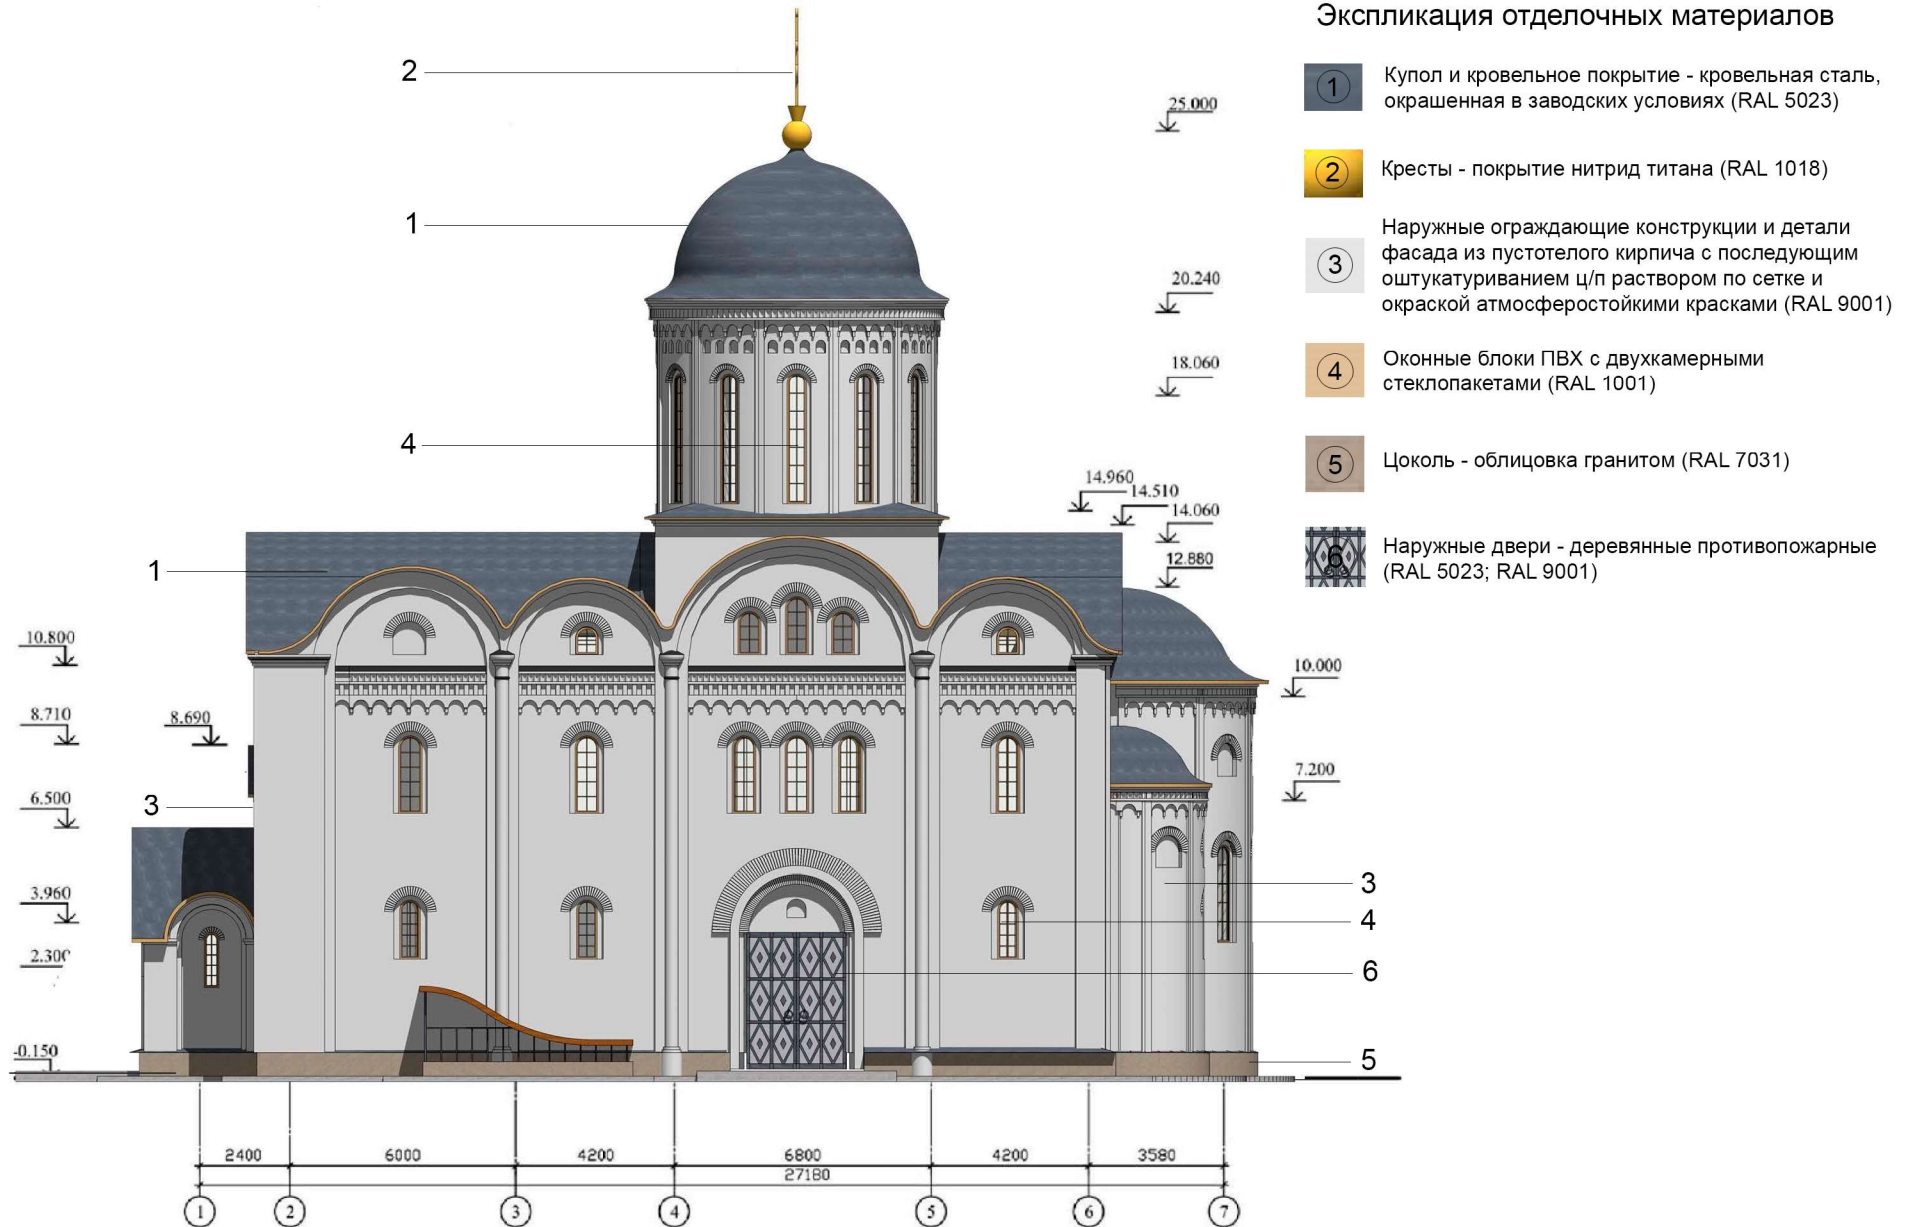 Экспликация отделочных материалов
1
Купол и кровельное покрытие - кровельная сталь,
окрашенная в заводских условиях (RAL 5023)
2
Кресты - покрытие нитрид титана (RAL 1018)
3
Наружные ограждающие конструкции и детали
фасада из пустотелого кирпича с последующим
оштукатуриванием ц/п раствором по сетке и
окраской атмосферостойкими красками (RAL 9001)
4
Оконные блоки ПВХ с двухкамерными
стеклопакетами (RAL 1001)
5
Цоколь - облицовка гранитом (RAL 7031)
6
Наружные двери - деревянные противопожарные
(RAL 5023; RAL 9001)
2
1
4
1
3
25.000
20.240
18.060
14.960
14.510
14.060
12.880
10.000
7.200
10.800
8.710
8.690
6.500
3.960
2.300
-0.150
3
4
6
5
2400 6000 4200 6800 4200 3580
27180
1 2 3 4 5 6 7